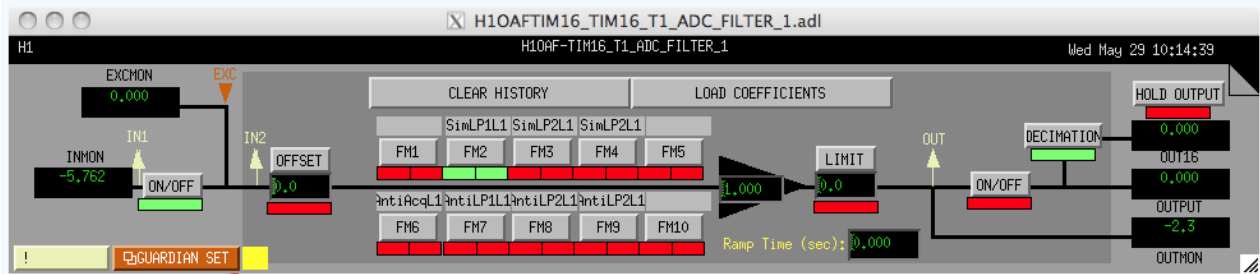 H1OAFTIM16_TIM16_T1_ADC_FILTER_1.adl
H1
H1OAF-TIM16_T1_ADC_FILTER_1
Wed May 29 10:14:39
EXCMON
EXC
0.000
CLEAR HISTORY
LOAD COEFFICIENTS
HOLD OUTPUT
SimLP1L1 SimLP2L1 SimLP2L1
IN1
IN2
OUT
DECIMATION
0.000
INMON
OFFSET
FM1 FM2 FM3 FM4 FM5
LIMIT
OUT16
-5.762
ON/OFF
0.0
1.000
0.0
ON/OFF
0.000
AntiAcqL1 AntiLP1L1 AntiLP2L1 AntiLP2L1
OUTPUT
FM6 FM7 FM8 FM9 FM10
-2.3
Ramp Time (sec): 0.000
! GUARDIAN SET
OUTMON